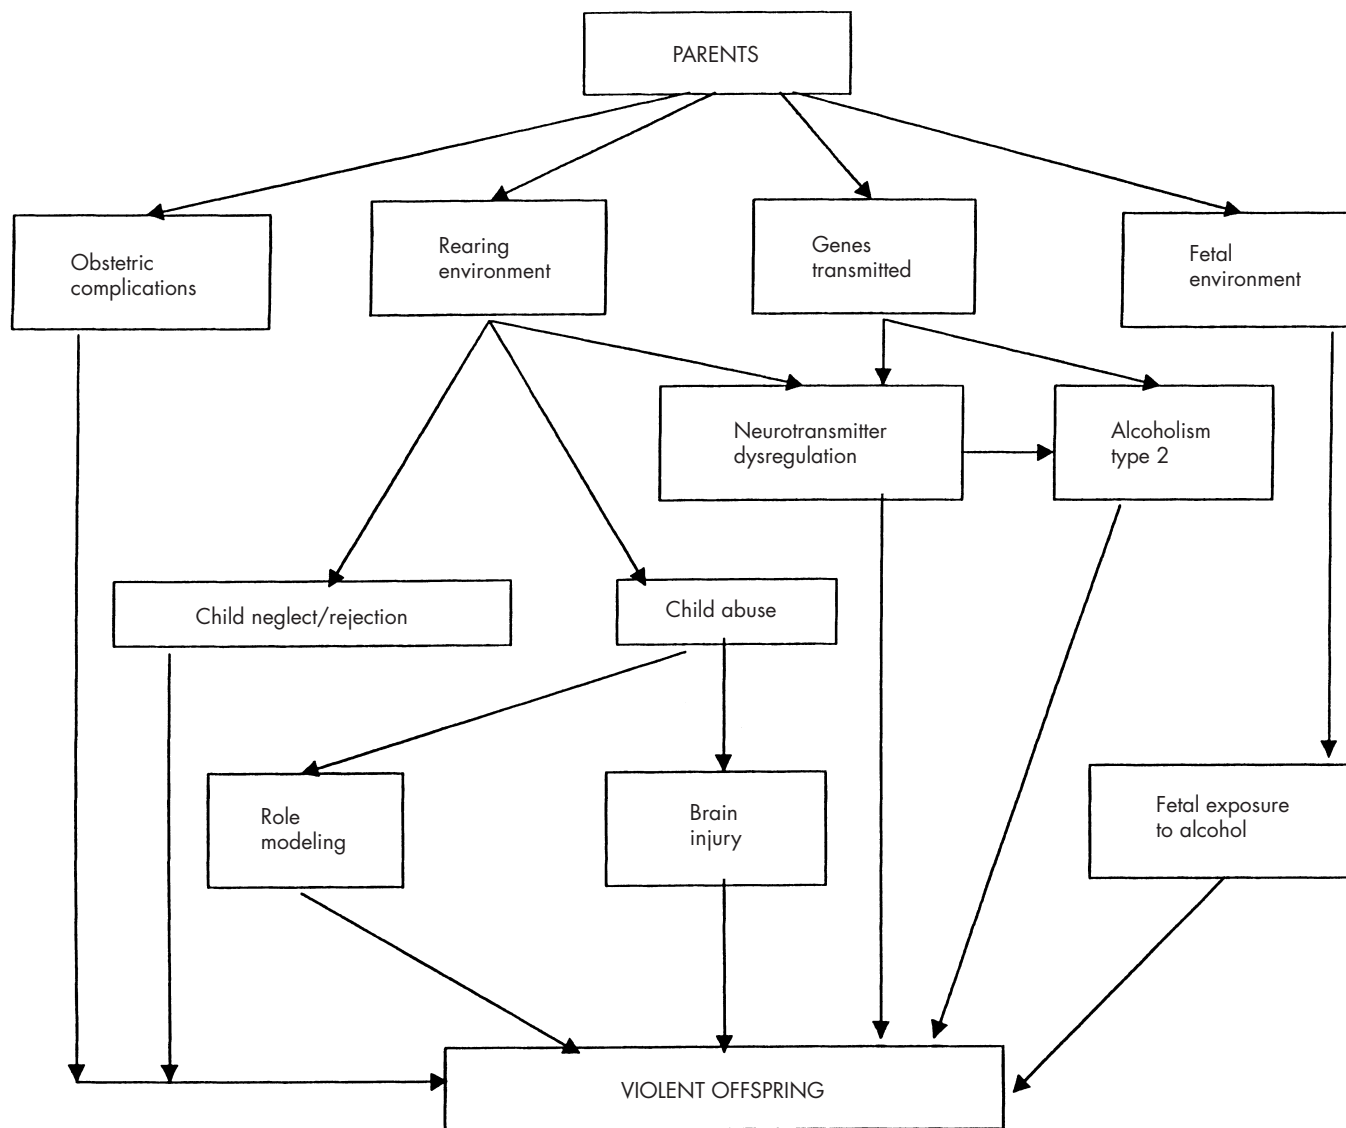 PARENTS
Obstetric
complications
Rearing
environment
Genes
transmitted
Fetal
environment
Neurotransmitter
dysregulation
Alcoholism
type 2
Child neglect/rejection
Child abuse
Role
modeling
Brain
injury
Fetal exposure
to alcohol
VIOLENT OFFSPRING